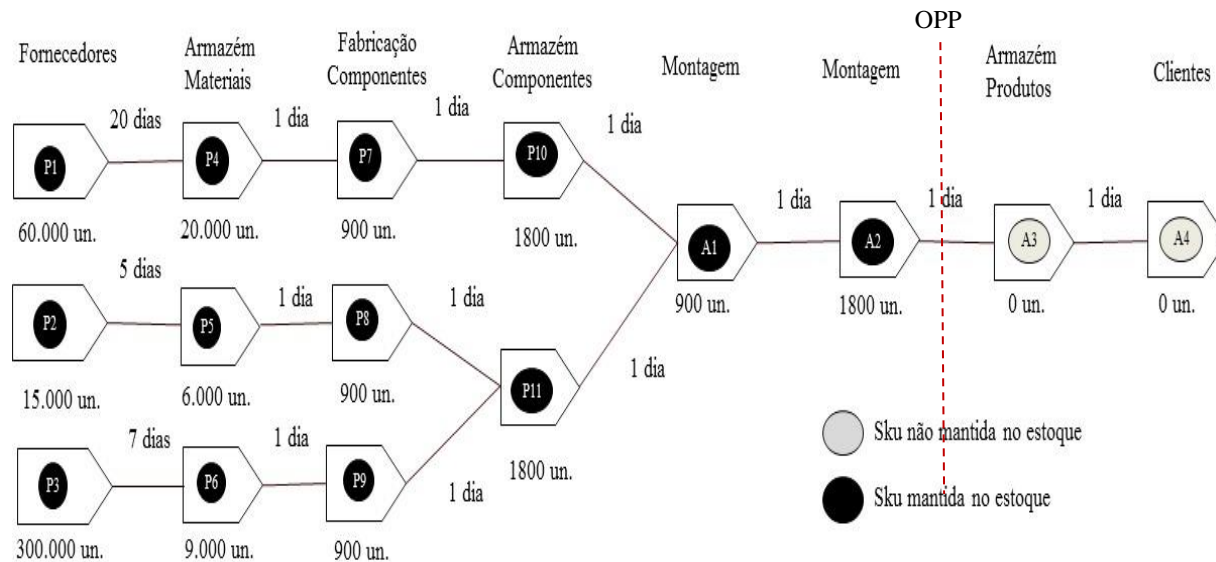 OPP
Fornecedores
Armazém
Materiais
Fabricação
Componentes
Armazém
Componentes
Montagem
Montagem
Armazém
Produtos
Clientes
20 dias
1 dia
1 dia
1 dia
P1
P4
P7
P10
60.000 un.
20.000 un.
900 un.
1800 un.
1 dia
1 dia
1 dia
A1
A2
A3
A4
900 un.
1800 un.
0 un.
0 un.
5 dias
1 dia
1 dia
P2
P5
P8
15.000 un.
6.000 un.
900 un.
1 dia
P11
1800 un.
7 dias
1 dia
1 dia
P3
P6
P9
300.000 un.
9.000 un.
900 un.
Sku não mantida no estoque
Sku mantida no estoque